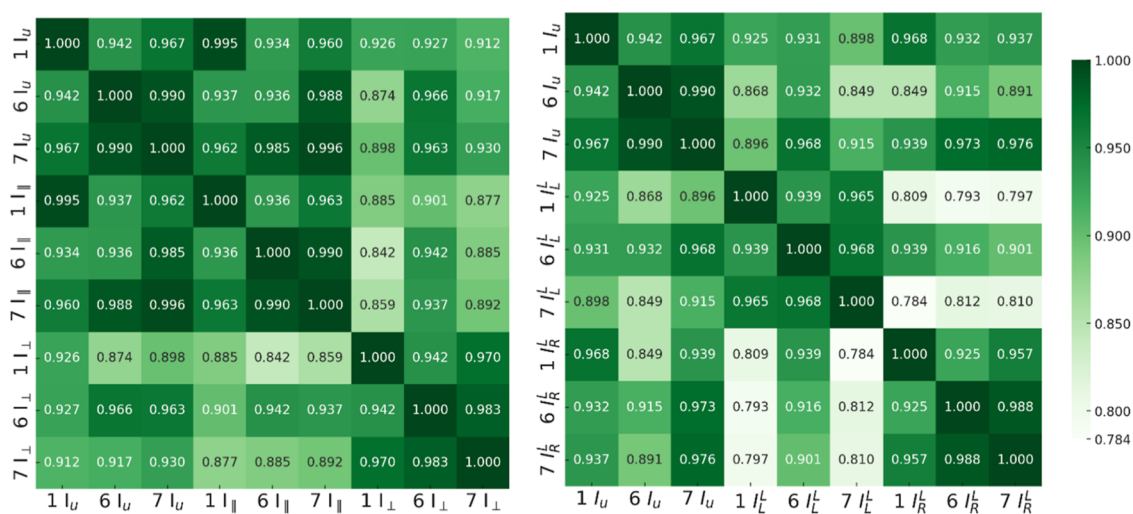 1 I_u 1.000 0.942 0.967 0.995 0.934 0.960 0.926 0.927 0.912
6 I_u 0.942 1.000 0.990 0.937 0.936 0.988 0.874 0.966 0.917
7 I_u 0.967 0.990 1.000 0.962 0.985 0.996 0.898 0.963 0.930
1 I_∥ 0.995 0.937 0.962 1.000 0.936 0.963 0.885 0.901 0.877
6 I_∥ 0.934 0.936 0.985 0.936 1.000 0.990 0.842 0.942 0.885
7 I_∥ 0.960 0.988 0.996 0.963 0.990 1.000 0.859 0.937 0.892
1 I_⊥ 0.926 0.874 0.898 0.885 0.842 0.859 1.000 0.942 0.970
6 I_⊥ 0.927 0.966 0.963 0.901 0.942 0.937 0.942 1.000 0.983
7 I_⊥ 0.912 0.917 0.930 0.877 0.885 0.892 0.970 0.983 1.000
1 I_u 6 I_u 7 I_u 1 I_∥ 6 I_∥ 7 I_∥ 1 I_⊥ 6 I_⊥ 7 I_⊥
1 I_u 1.000 0.942 0.967 0.925 0.931 0.898 0.968 0.932 0.937
6 I_u 0.942 1.000 0.990 0.868 0.932 0.849 0.849 0.915 0.891
7 I_u 0.967 0.990 1.000 0.896 0.968 0.915 0.939 0.973 0.976
1 I_L^L 0.925 0.868 0.896 1.000 0.939 0.965 0.809 0.793 0.797
6 I_L^L 0.931 0.932 0.968 0.939 1.000 0.968 0.939 0.916 0.901
7 I_L^L 0.898 0.849 0.915 0.965 0.968 1.000 0.784 0.812 0.810
1 I_R^L 0.968 0.849 0.939 0.809 0.939 0.784 1.000 0.925 0.957
6 I_R^L 0.932 0.915 0.973 0.793 0.916 0.812 0.925 1.000 0.988
7 I_R^L 0.937 0.891 0.976 0.797 0.901 0.810 0.957 0.988 1.000
1 I_u 6 I_u 7 I_u 1 I_L^L 6 I_L^L 7 I_L^L 1 I_R^L 6 I_R^L 7 I_R^L
1.000
0.950
0.900
0.850
0.800
0.784